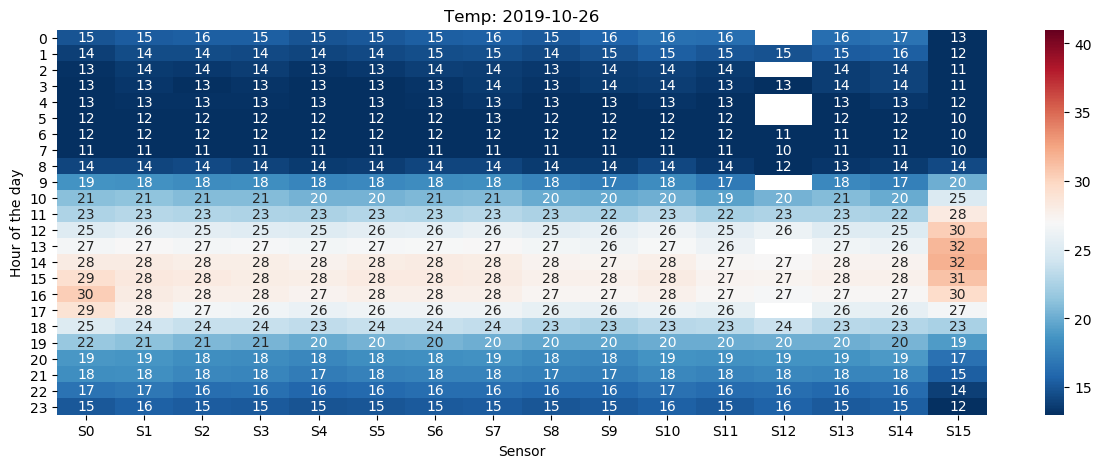 Temp: 2019-10-26
Hour of the day
0 15 15 16 15 15 15 15 16 15 16 16 16 16 17 13
1 14 14 14 14 14 14 15 15 14 15 15 15 15 15 16 12
2 13 14 14 14 13 13 14 14 13 14 14 14 14 14 11
3 13 13 13 13 13 13 13 14 13 14 14 13 13 14 14 11
4 13 13 13 13 13 13 13 13 13 13 13 13 13 13 12
5 12 12 12 12 12 12 12 13 12 12 12 12 12 12 10
6 12 12 12 12 12 12 12 12 12 12 12 12 11 11 12 10
7 11 11 11 11 11 11 11 11 11 11 11 11 10 11 11 10
8 14 14 14 14 14 14 14 14 14 14 14 14 12 13 14 14
9 19 18 18 18 18 18 18 18 18 17 18 17 18 17 20
10 21 21 21 21 20 20 21 21 20 20 20 19 20 21 20 25
11 23 23 23 23 23 23 23 23 23 22 23 22 23 23 22 28
12 25 26 25 25 25 26 26 26 25 26 26 25 26 25 25 30
13 27 27 27 27 27 27 27 27 27 26 27 26 27 26 32
14 28 28 28 28 27 28 28 28 28 27 28 27 27 28 28 32
15 29 28 28 28 28 28 28 28 28 28 28 27 27 28 28 31
16 30 28 28 28 27 28 28 28 27 27 28 27 27 27 27 30
17 29 28 27 26 26 26 26 26 26 26 26 26 26 26 27
18 25 24 24 24 23 24 24 24 23 23 23 23 24 23 23 23
19 22 21 21 21 20 20 20 20 20 20 20 20 20 20 20 19
20 19 19 18 18 18 18 18 19 18 18 19 19 19 19 19 17
21 18 18 18 18 17 18 18 18 17 17 18 18 18 18 18 15
22 17 17 16 16 16 16 16 16 16 16 17 16 16 16 16 14
23 15 16 15 15 15 15 15 15 15 15 16 15 16 15 15 12
S0 S1 S2 S3 S4 S5 S6 S7 S8 S9 S10 S11 S12 S13 S14 S15
Sensor
40
35
30
25
20
15